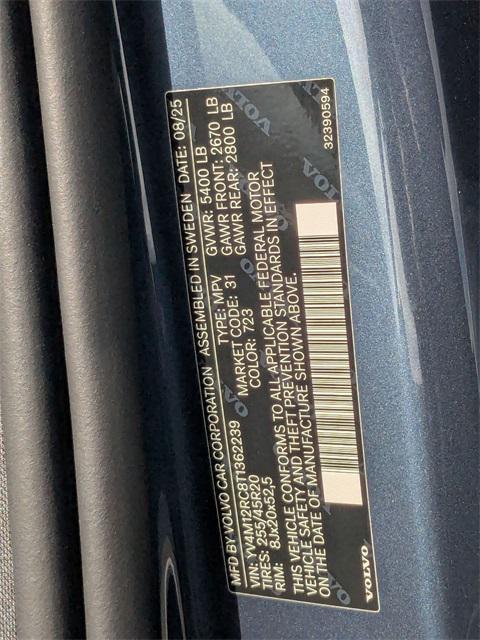 MFD BY VOLVO CAR CORPORATION ASSEMBLED IN SWEDEN DATE: 08/25
VIN: YV4M12RC8T1362239 TYPE: MPV GVWR: 5400 LB
TIRES: 255/45R20 MARKET CODE: 31 GAWR FRONT: 2670 LB
RIM: 8Jx20x52,5 COLOR: 723 GAWR REAR: 2800 LB
THIS VEHICLE CONFORMS TO ALL APPLICABLE FEDERAL MOTOR
VEHICLE SAFETY AND THEFT PREVENTION STANDARDS IN EFFECT
ON THE DATE OF MANUFACTURE SHOWN ABOVE.
VOLVO
32390594